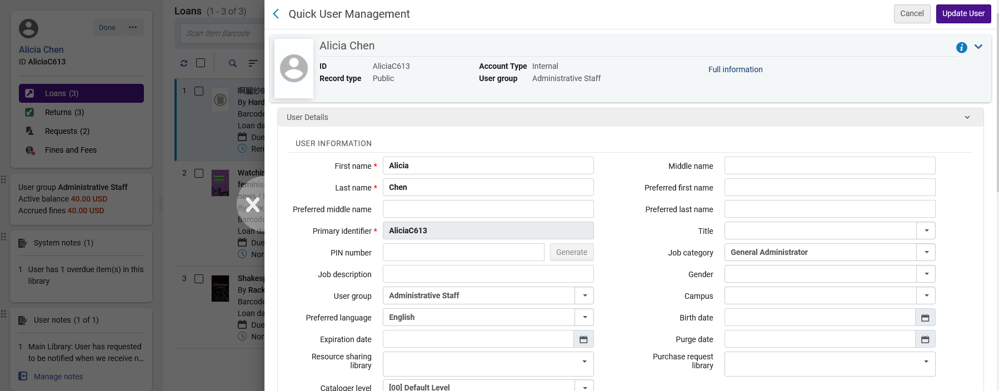 Done
Alicia Chen
ID AliciaC613
Loans (3)
Returns (3)
Requests (2)
Fines and Fees
User group Administrative Staff
Active balance 40.00 USD
Accrued fines 40.00 USD
System notes (1)
1 User has 1 overdue item(s) in this
library
User notes (1 of 1)
1 Main Library: User has requested
to be notified when we receive n...
Manage notes
Loans (1 - 3 of 3)
Scan Item Barcode
1
By Hard
Barcode
Loan da
Due
Ren
2 Watchin
feminis
news /
By
Barcode
Loan da
Due
Nor
3 Shakesp
By Rack
Barcode
Loan da
Due
Nor
Quick User Management
Cancel
Update User
Alicia Chen
ID AliciaC613 Account Type Internal Full information
Record type Public User group Administrative Staff
User Details
USER INFORMATION
First name * Alicia Middle name
Last name * Chen Preferred first name
Preferred middle name Preferred last name
Primary identifier * AliciaC613 Title
PIN number Generate Job category General Administrator
Job description Gender
User group Administrative Staff Campus
Preferred language English Birth date
Expiration date Purge date
Resource sharing Purchase request
library library
Cataloger level [00] Default Level